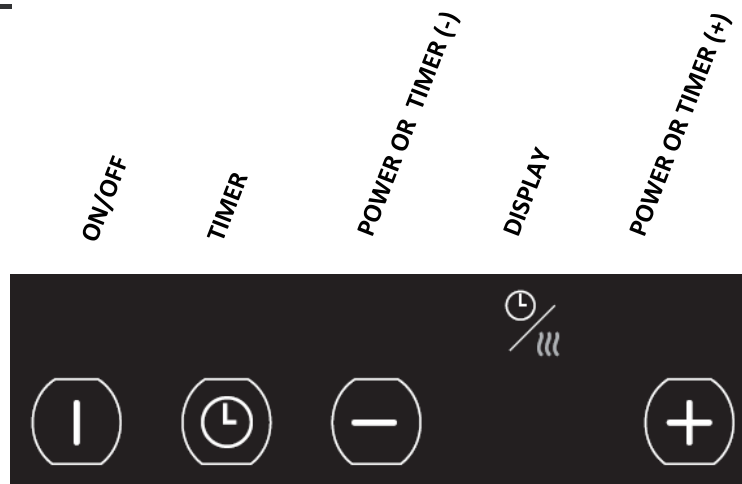 ON/OFF
TIMER
POWER OR TIMER (-)
DISPLAY
POWER OR TIMER (+)